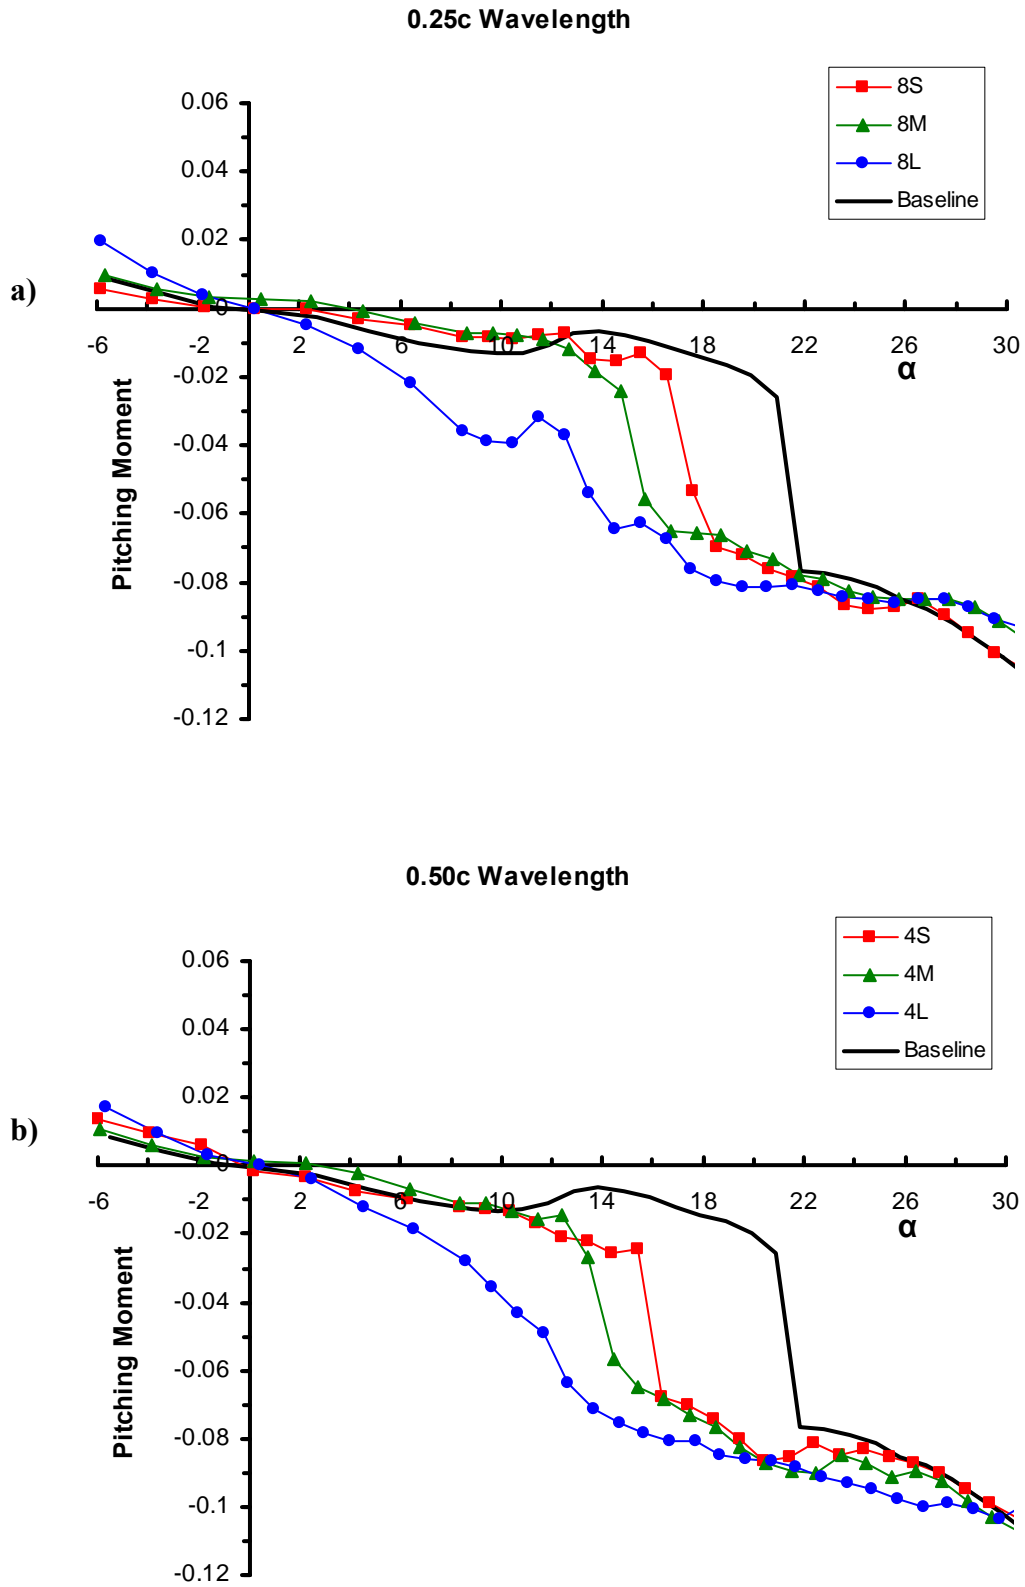 0.25c Wavelength
8S
8M
8L
Baseline
0.06
0.04
0.02
0
-0.02
-0.04
-0.06
-0.08
-0.1
-0.12
-6
-2
2
6
10
14
18
22
26
30
α
Pitching Moment
a)
0.50c Wavelength
4S
4M
4L
Baseline
0.06
0.04
0.02
0
-0.02
-0.04
-0.06
-0.08
-0.1
-0.12
-6
-2
2
6
10
14
18
22
26
30
α
Pitching Moment
b)